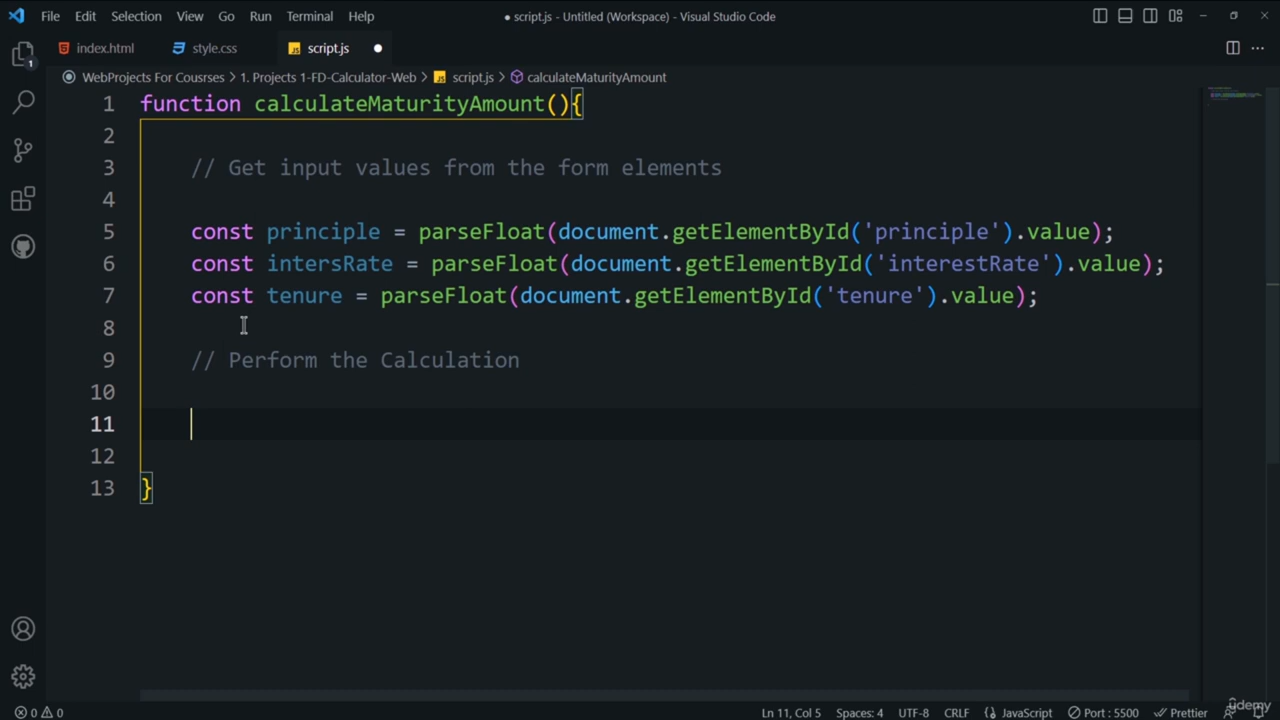 File Edit Selection View Go Run Terminal Help ● script.js - Untitled (Workspace) - Visual Studio Code
index.html style.css JS script.js
WebProjects For Cousrses > 1. Projects 1-FD-Calculator-Web > JS script.js > calculateMaturityAmount
1 function calculateMaturityAmount(){
2
3 // Get input values from the form elements
4
5 const principle = parseFloat(document.getElementById('principle').value);
6 const intersRate = parseFloat(document.getElementById('interestRate').value);
7 const tenure = parseFloat(document.getElementById('tenure').value);
8
9 // Perform the Calculation
10
11
12
13 }
1
0 0 Ln 11, Col 5 Spaces: 4 UTF-8 CRLF {} JavaScript Port : 5500 Prettier
ûdemy